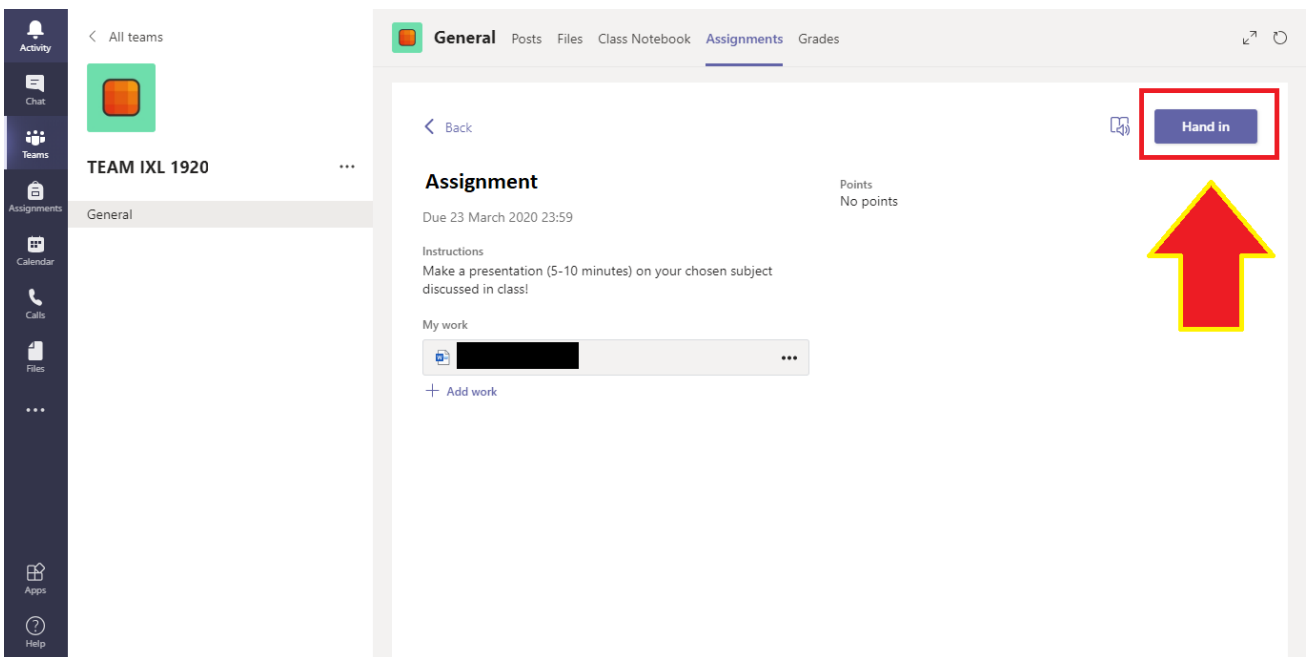 Activity
Chat
Teams
Assignments
Calendar
Calls
Files
Apps
Help
All teams
TEAM IXL 1920
General
General Posts Files Class Notebook Assignments Grades
Back
Hand in
Assignment
Due 23 March 2020 23:59
Points
No points
Instructions
Make a presentation (5-10 minutes) on your chosen subject
discussed in class!
My work
+ Add work